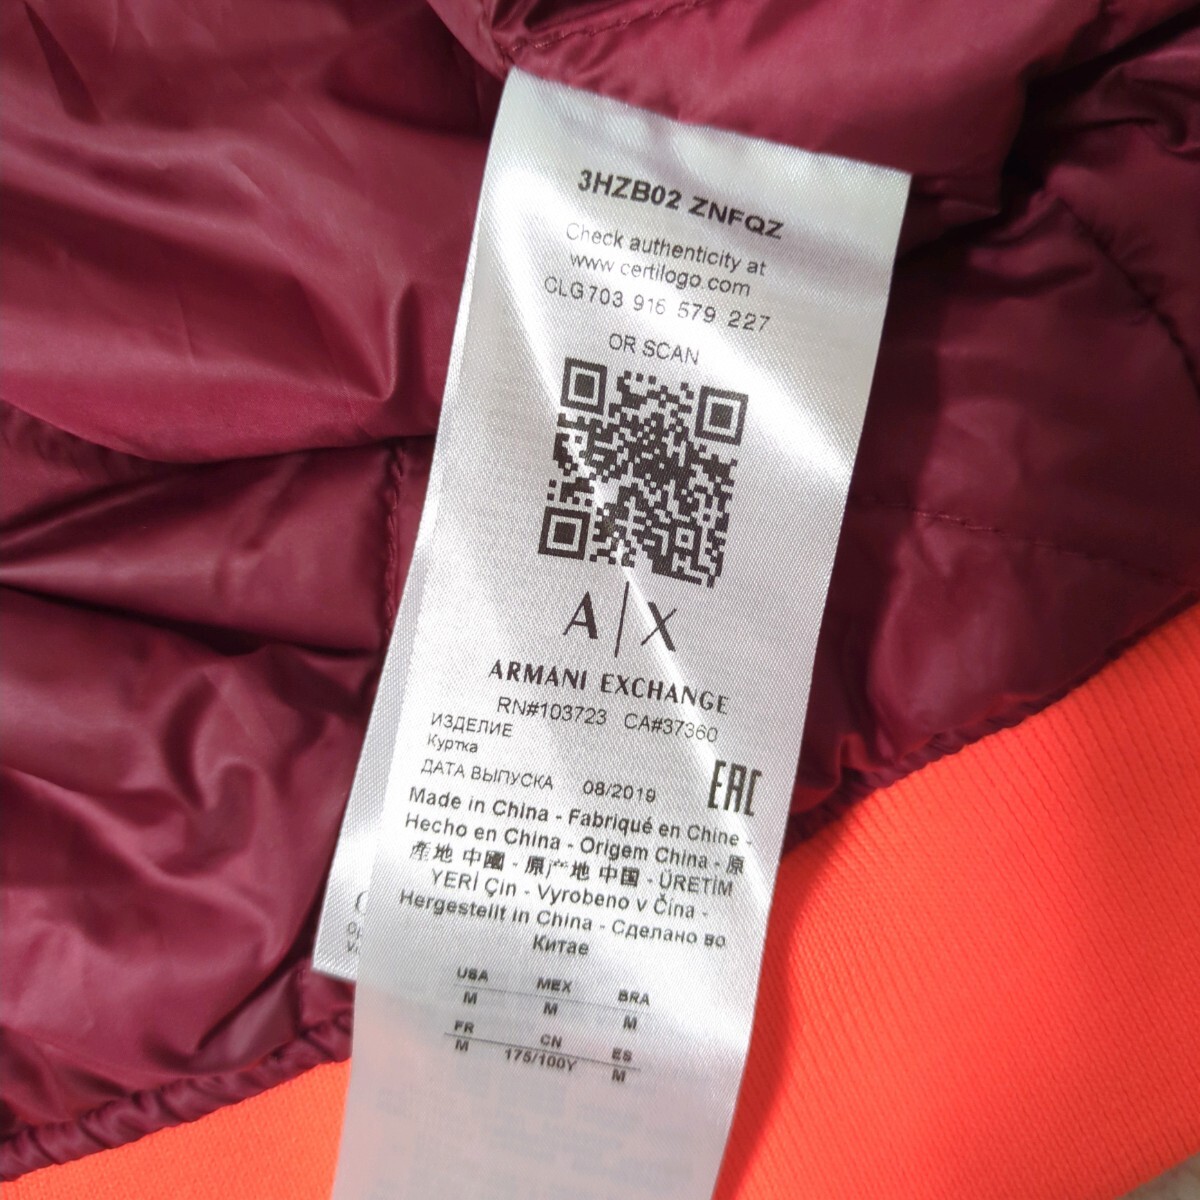 3HZB02 ZNFQZ
Check authenticity at
www certilogo com
CLG703 916 579 227
OR SCAN
A|X
ARMANI EXCHANGE
RN#103723 CA#37360
ИЗДЕЛИЕ
Куртка
ДАТА ВЫПУСКА 08/2019
EAC
Made in China - Fabriqué en Chine -
Hecho en China - Origem China - 原
產地 中國 - 原产地 中国 - ÜRETİM
YERİ Çin - Vyrobeno v Čína -
Hergestellt in China - Сделано во
Китае
USA MEX BRA
M M M
FR CN ES
M 175/100Y M